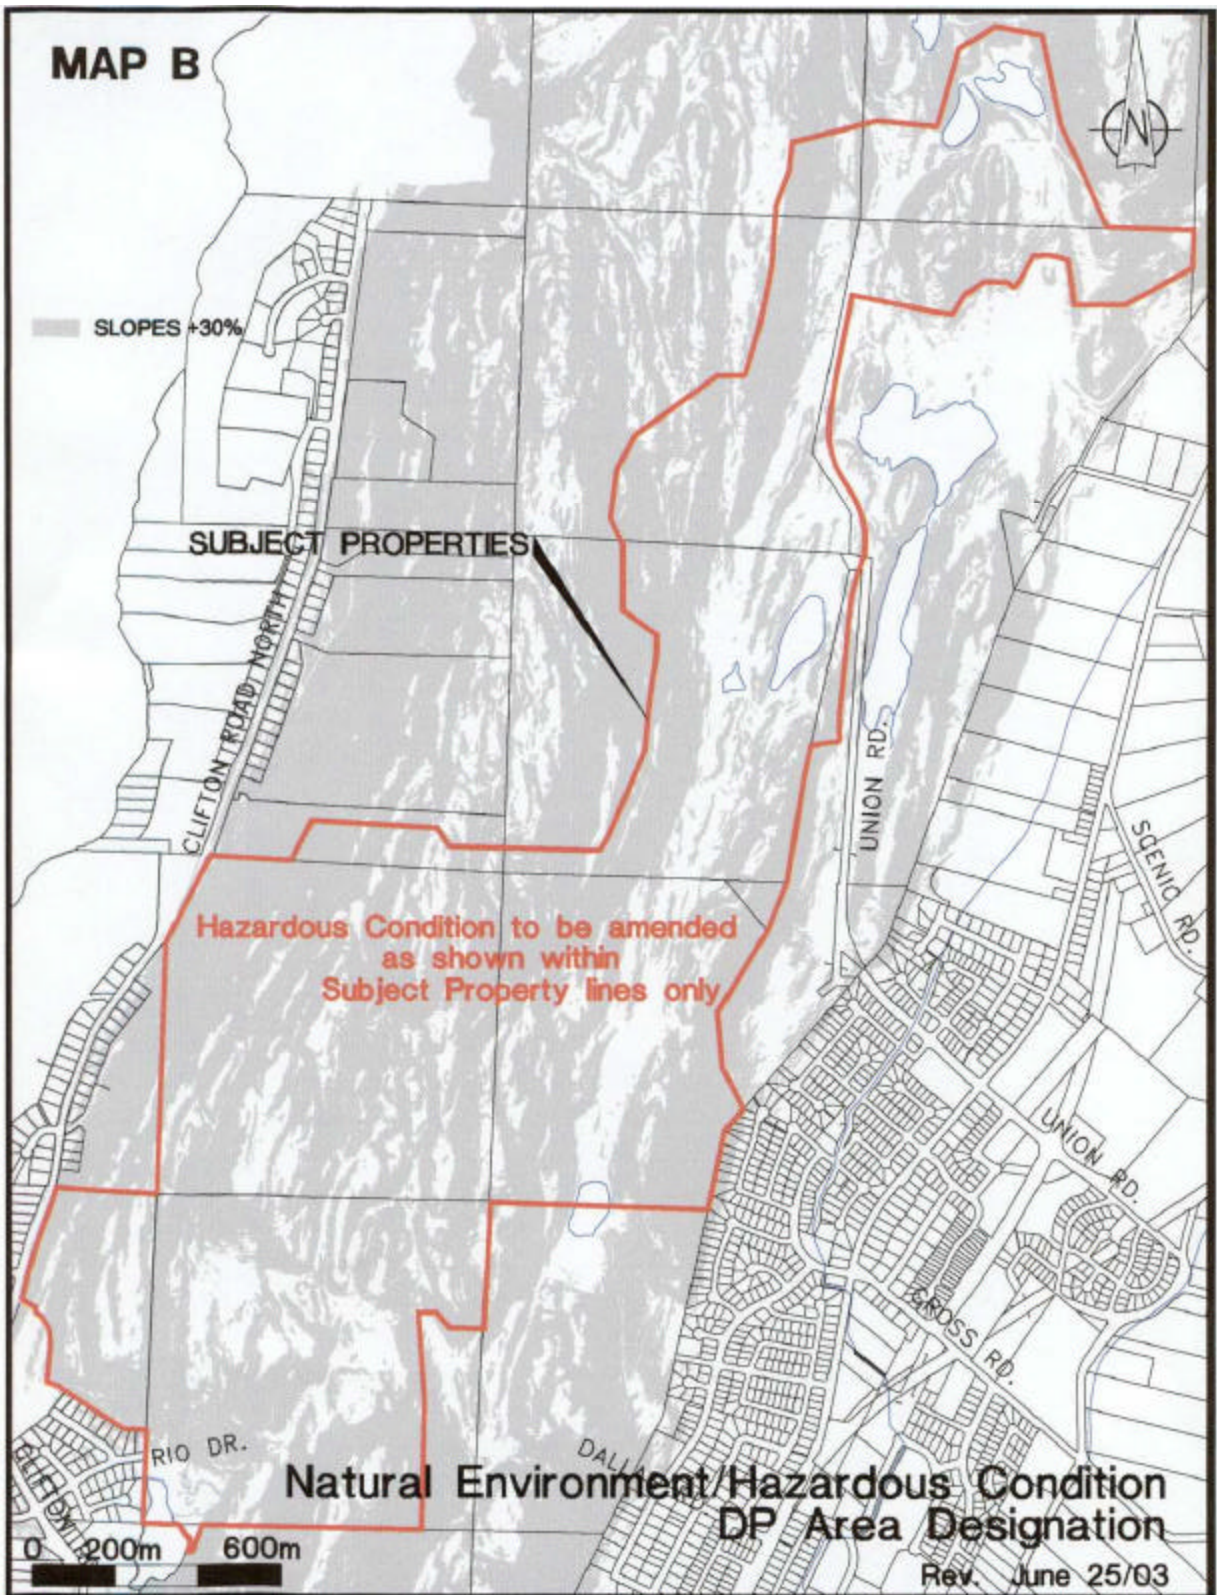 MAP B
N
SLOPES +30%
SUBJECT PROPERTIES
CLIFTON ROAD NORTH
UNION RD.
SCENIC RD.
Hazardous Condition to be amended
as shown within
Subject Property lines only
UNION RD.
CROSS RD.
RIO DR.
CLIFTON
Natural Environment/Hazardous Condition
DP Area Designation
0 200m 600m
Rev. June 25/03